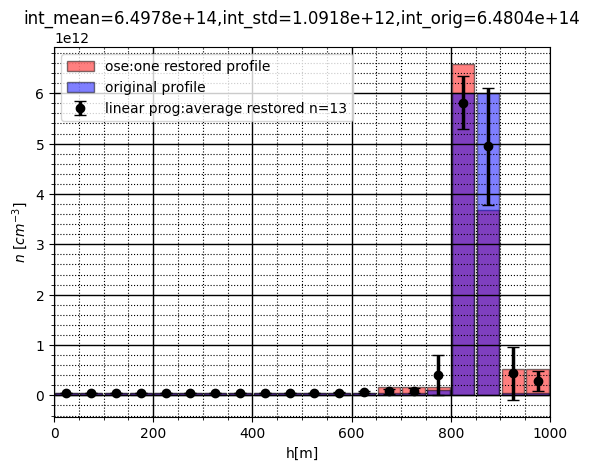 int_mean=6.4978e+14,int_std=1.0918e+12,int_orig=6.4804e+14
1e12
ose:one restored profile
original profile
linear prog:average restored n=13
6
5
4
3
2
1
0
n [cm⁻³]
0 200 400 600 800 1000
h[m]